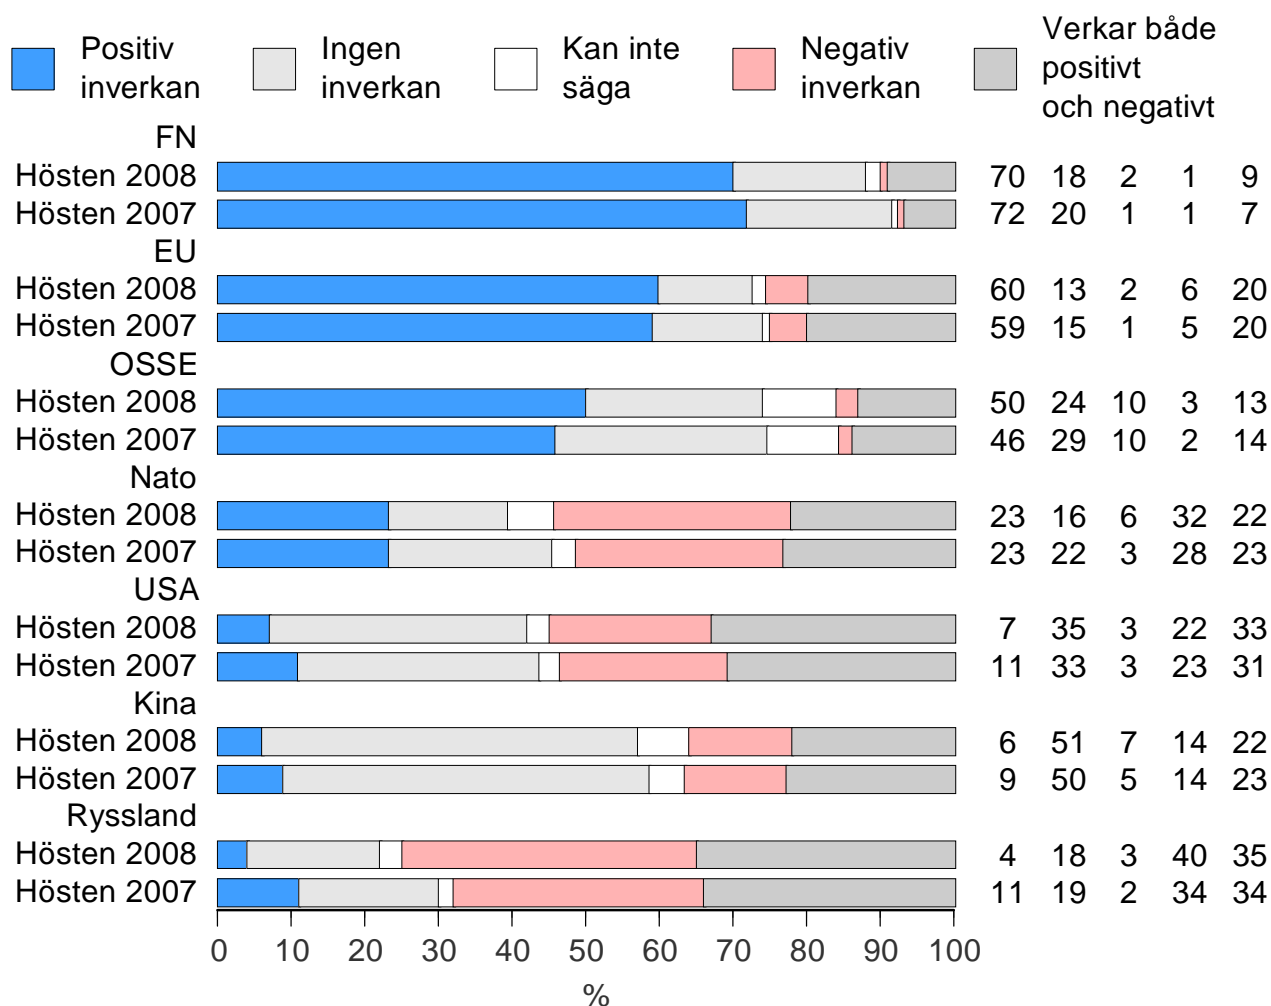 Positiv
inverkan
Ingen
inverkan
Kan inte
säga
Negativ
inverkan
Verkar både
positivt
och negativt
FN
Hösten 2008 70 18 2 1 9
Hösten 2007 72 20 1 1 7
EU
Hösten 2008 60 13 2 6 20
Hösten 2007 59 15 1 5 20
OSSE
Hösten 2008 50 24 10 3 13
Hösten 2007 46 29 10 2 14
Nato
Hösten 2008 23 16 6 32 22
Hösten 2007 23 22 3 28 23
USA
Hösten 2008 7 35 3 22 33
Hösten 2007 11 33 3 23 31
Kina
Hösten 2008 6 51 7 14 22
Hösten 2007 9 50 5 14 23
Ryssland
Hösten 2008 4 18 3 40 35
Hösten 2007 11 19 2 34 34
0 10 20 30 40 50 60 70 80 90 100
%